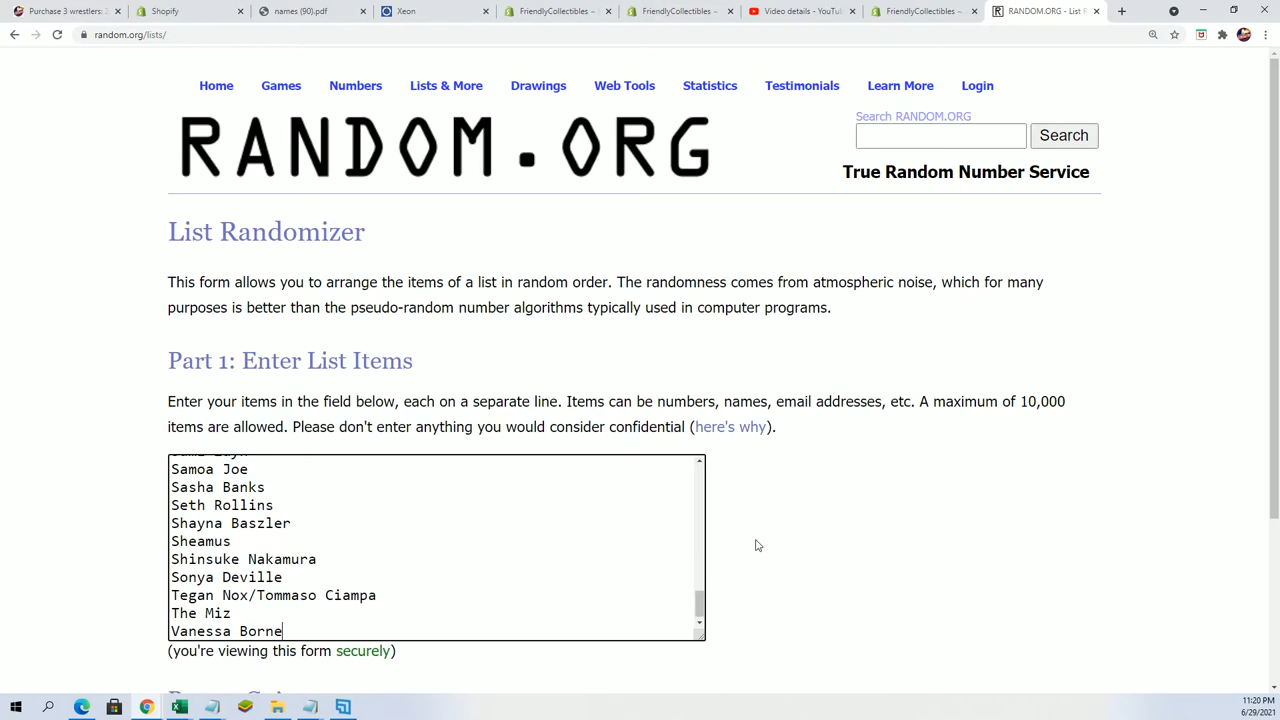 Purchase 3 wrestlers: 2
Shopify
names (90).pdf
Xeon
FriendlyCollectibles –
FriendlyCollectibles –
Video details - YouTu
FriendlyCollectibles –
RANDOM.ORG - List R
random.org/lists/
Home Games Numbers Lists & More Drawings Web Tools Statistics Testimonials Learn More Login
RANDOM.ORG
Search RANDOM.ORG
Search
True Random Number Service
List Randomizer
This form allows you to arrange the items of a list in random order. The randomness comes from atmospheric noise, which for many
purposes is better than the pseudo-random number algorithms typically used in computer programs.
Part 1: Enter List Items
Enter your items in the field below, each on a separate line. Items can be numbers, names, email addresses, etc. A maximum of 10,000
items are allowed. Please don't enter anything you would consider confidential (here's why).
Samoa Joe
Sasha Banks
Seth Rollins
Shayna Baszler
Sheamus
Shinsuke Nakamura
Sonya Deville
Tegan Nox/Tommaso Ciampa
The Miz
Vanessa Borne
(you're viewing this form securely)
11:20 PM
6/29/2021